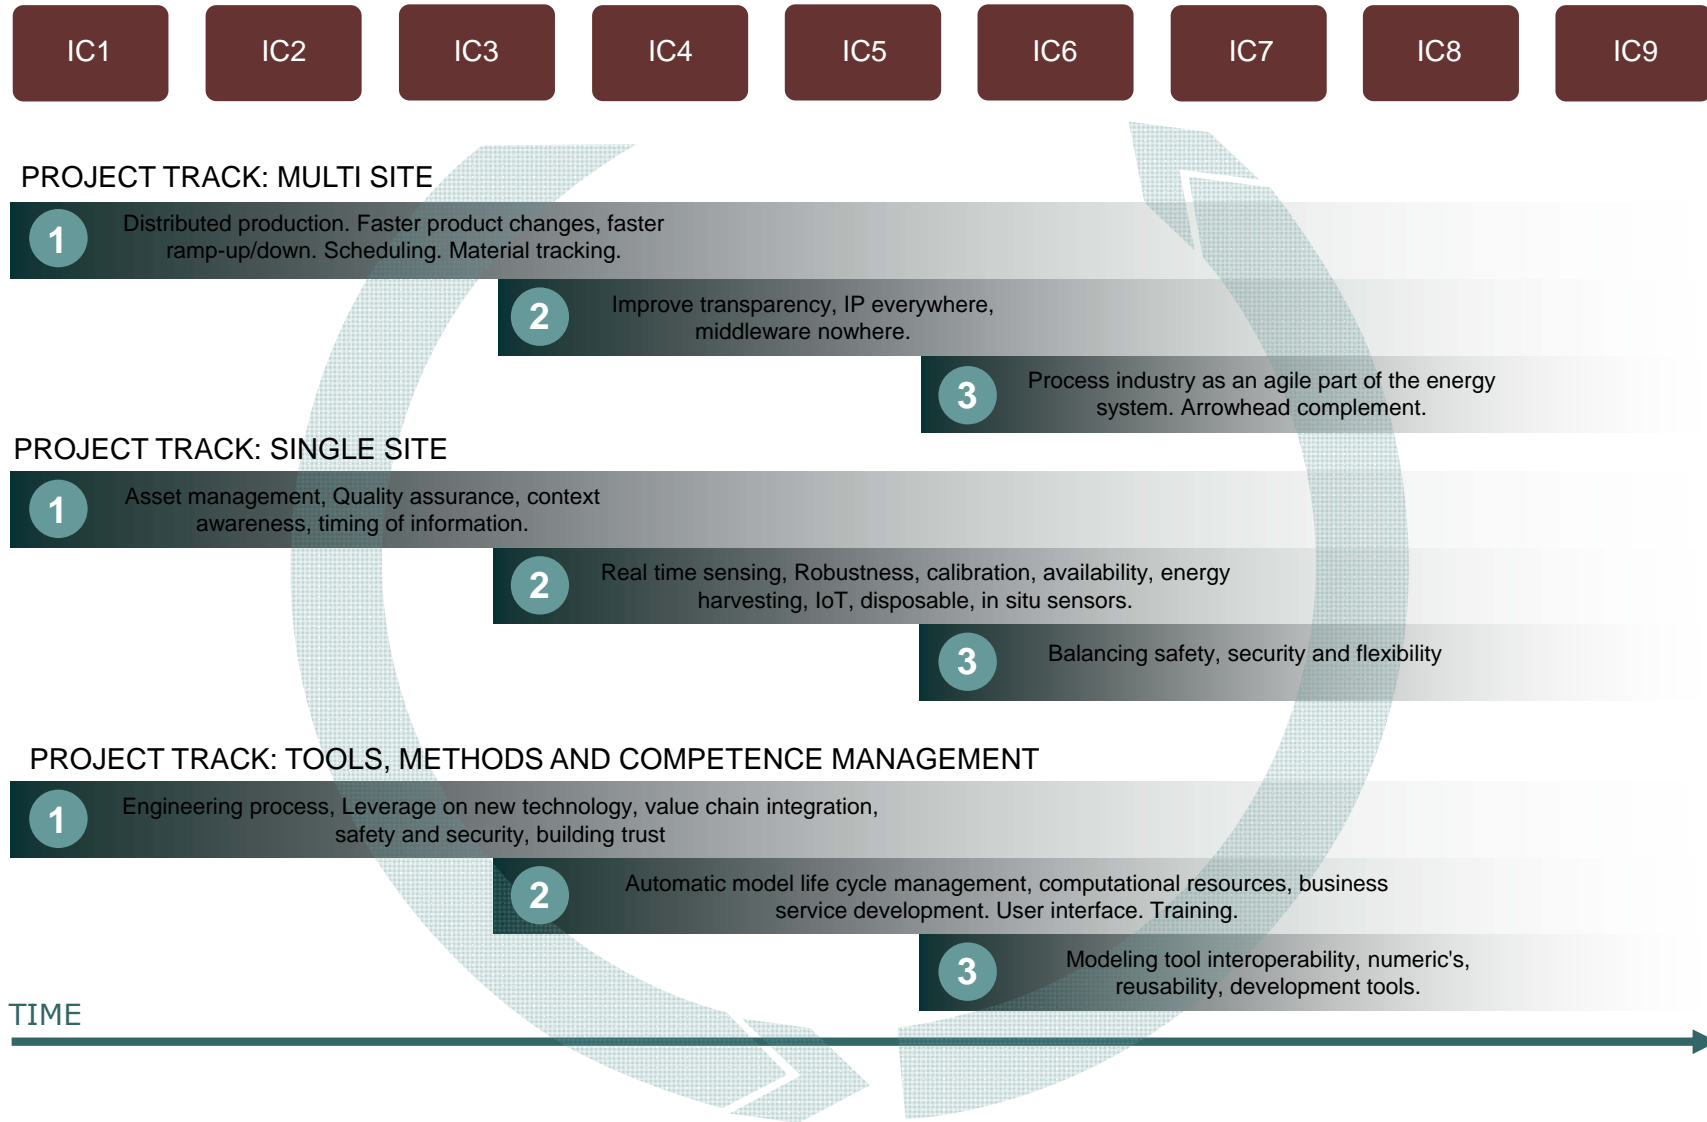 IC1
IC2
IC3
IC4
IC5
IC6
IC7
IC8
IC9
PROJECT TRACK: MULTI SITE
1
Distributed production. Faster product changes, faster
ramp-up/down. Scheduling. Material tracking.
2
Improve transparency, IP everywhere,
middleware nowhere.
3
Process industry as an agile part of the energy
system. Arrowhead complement.
PROJECT TRACK: SINGLE SITE
1
Asset management, Quality assurance, context
awareness, timing of information.
2
Real time sensing, Robustness, calibration, availability, energy
harvesting, IoT, disposable, in situ sensors.
3
Balancing safety, security and flexibility
PROJECT TRACK: TOOLS, METHODS AND COMPETENCE MANAGEMENT
1
Engineering process, Leverage on new technology, value chain integration,
safety and security, building trust
2
Automatic model life cycle management, computational resources, business
service development. User interface. Training.
3
Modeling tool interoperability, numeric's,
reusability, development tools.
TIME